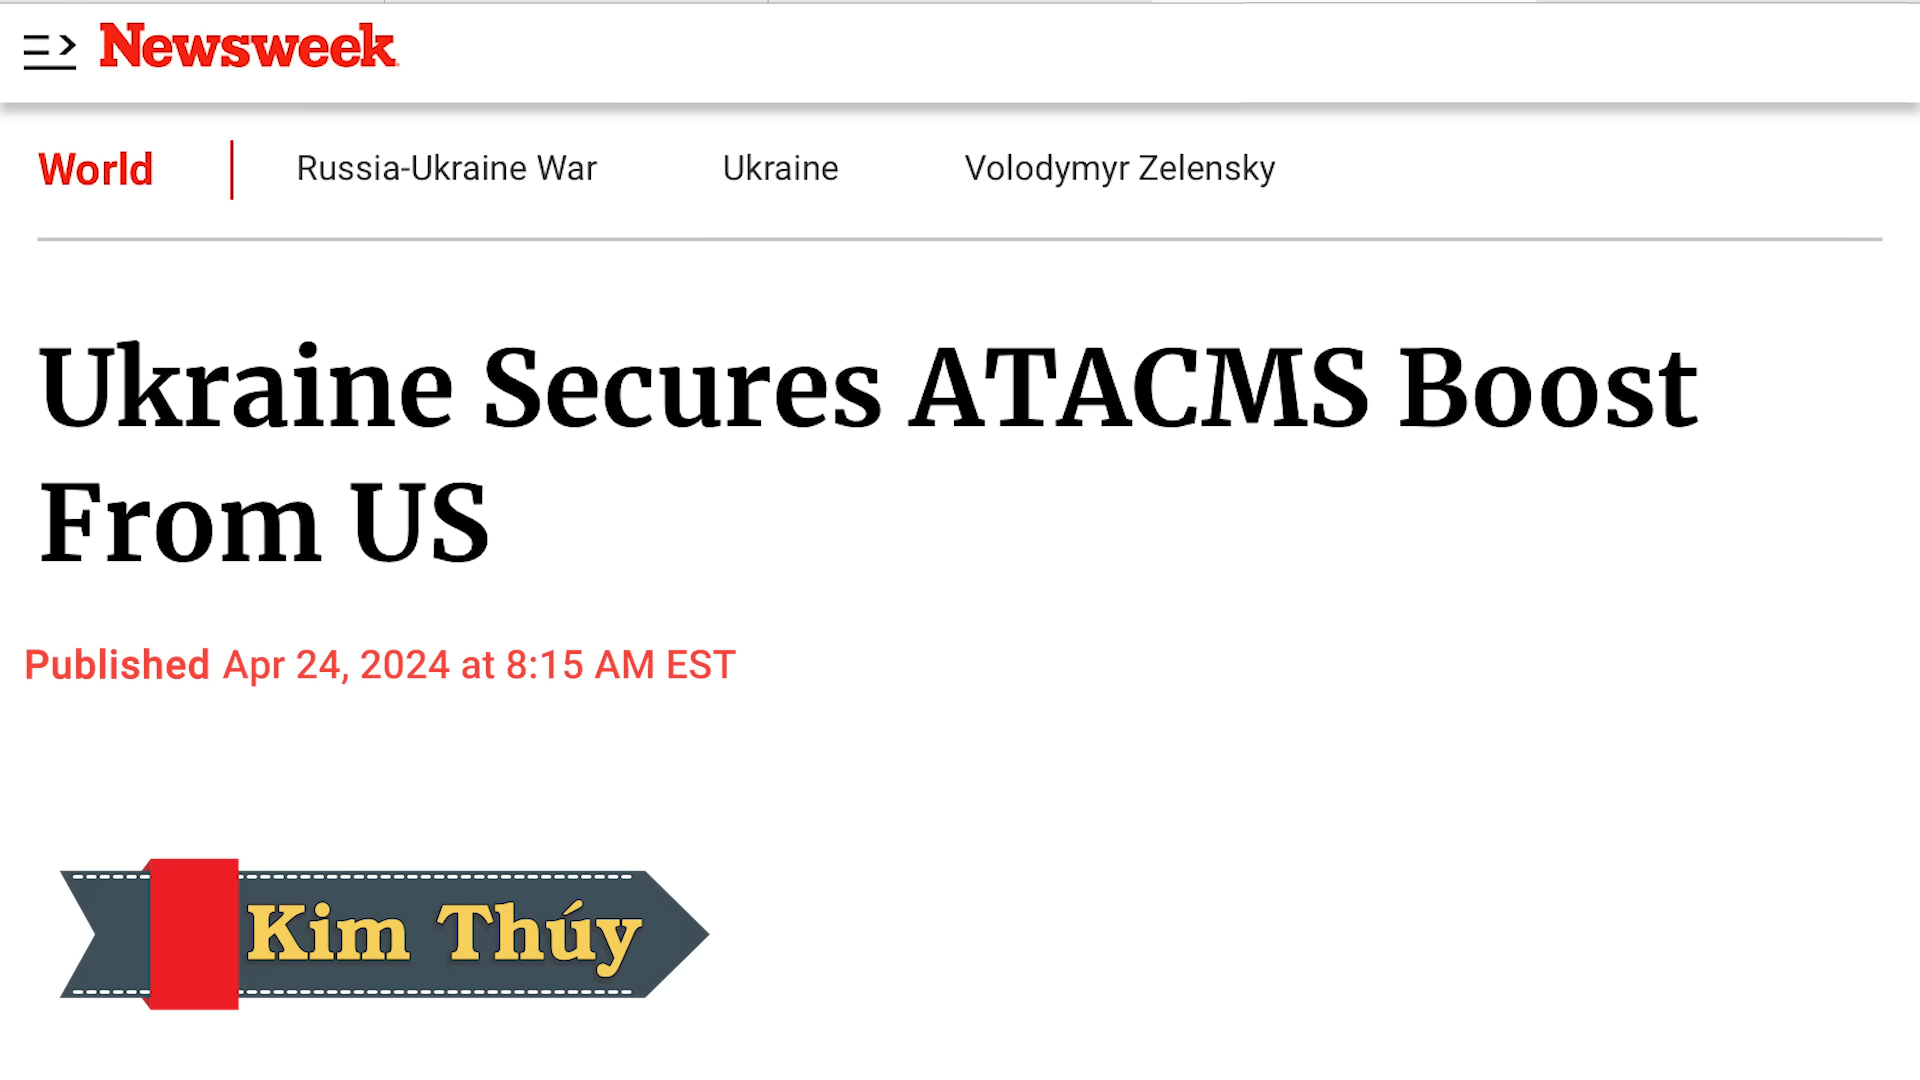 Newsweek
World
Russia-Ukraine War
Ukraine
Volodymyr Zelensky
Ukraine Secures ATACMS Boost
From US
Published Apr 24, 2024 at 8:15 AM EST
Kim Thúy